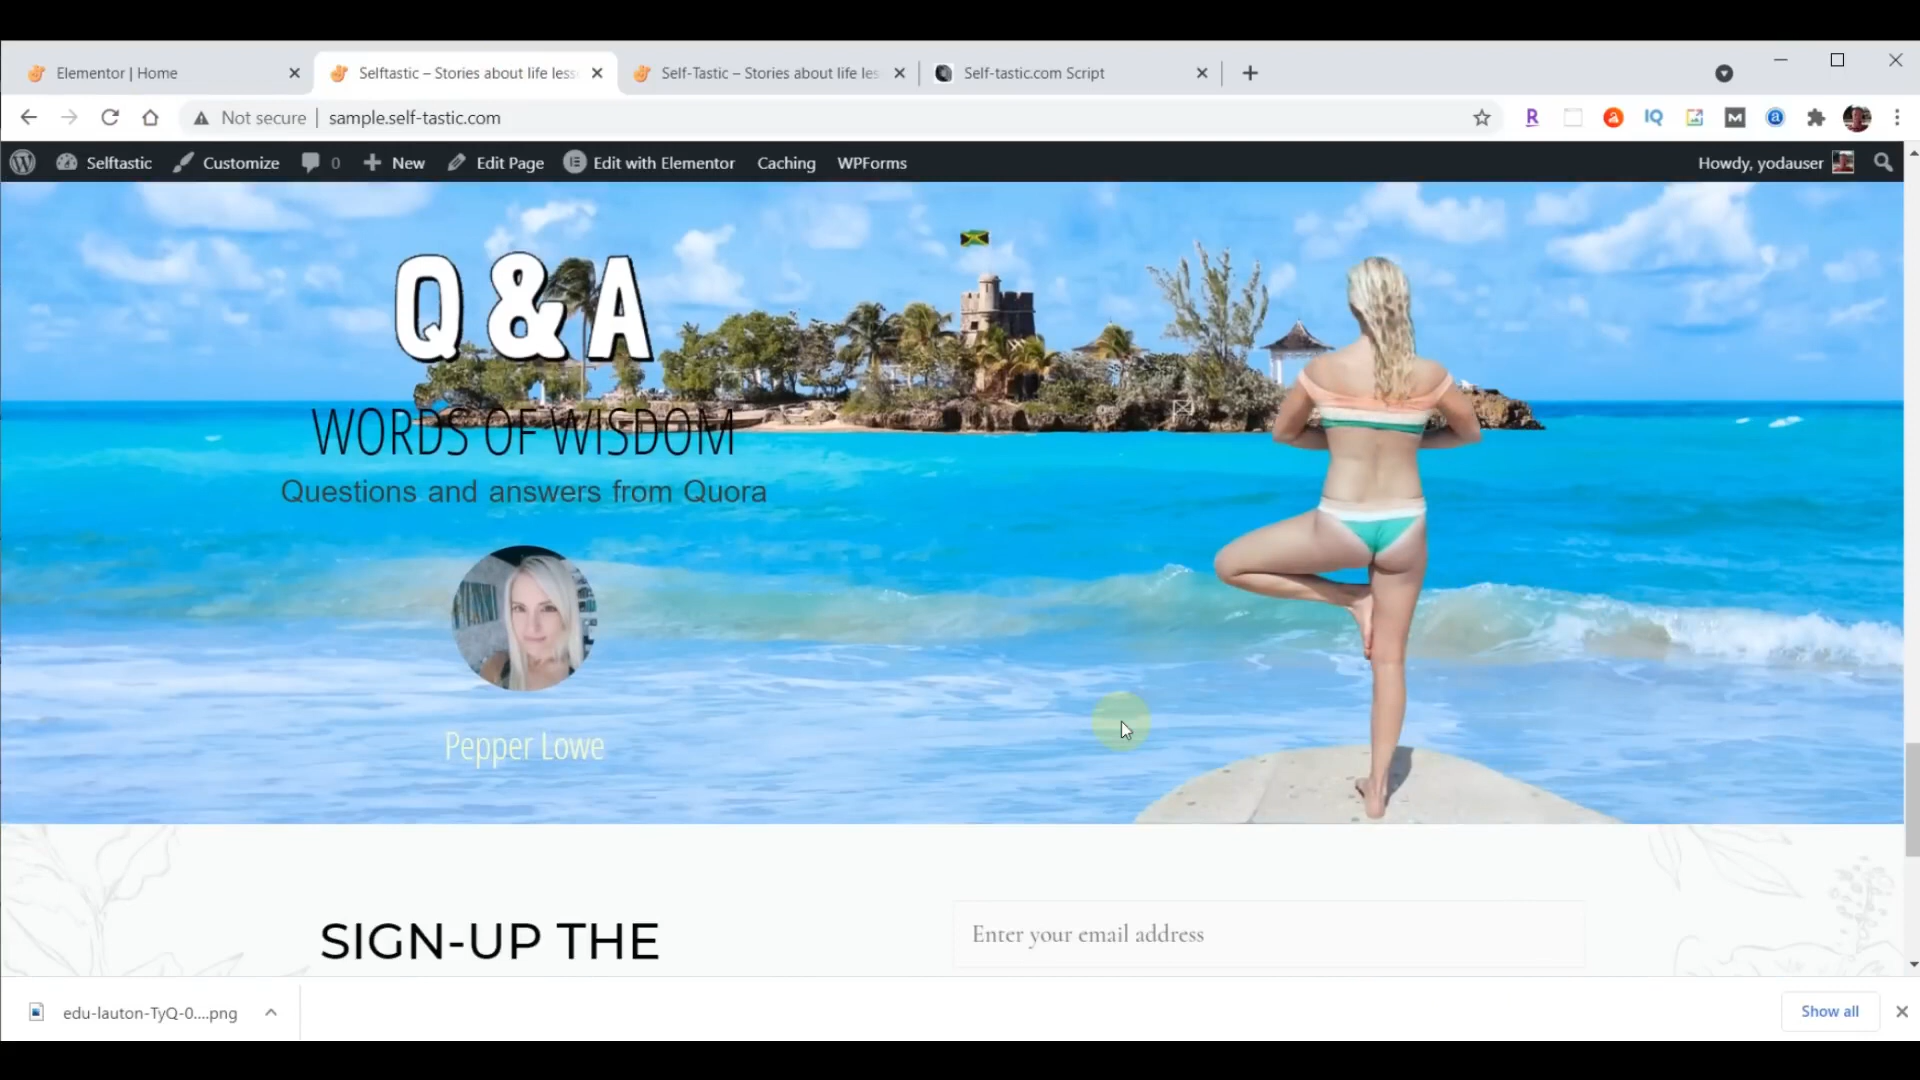 Elementor | Home
Selftastic – Stories about life less
Self-Tastic – Stories about life les
Self-tastic.com Script
Not secure | sample.self-tastic.com
R
IQ
M
a
Selftastic
Customize
0
New
Edit Page
Edit with Elementor
Caching
WPForms
Howdy, yodauser
Q & A
WORDS OF WISDOM
Questions and answers from Quora
Pepper Lowe
SIGN-UP THE
Enter your email address
edu-lauton-TyQ-0....png
Show all